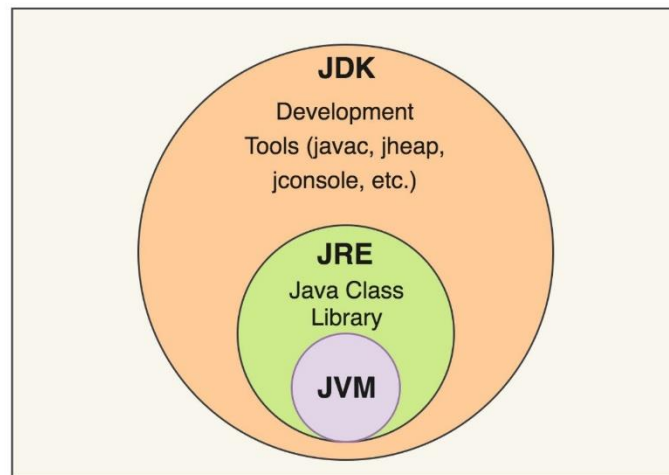 JDK
Development
Tools (javac, jheap,
jconsole, etc.)
JRE
Java Class
Library
JVM